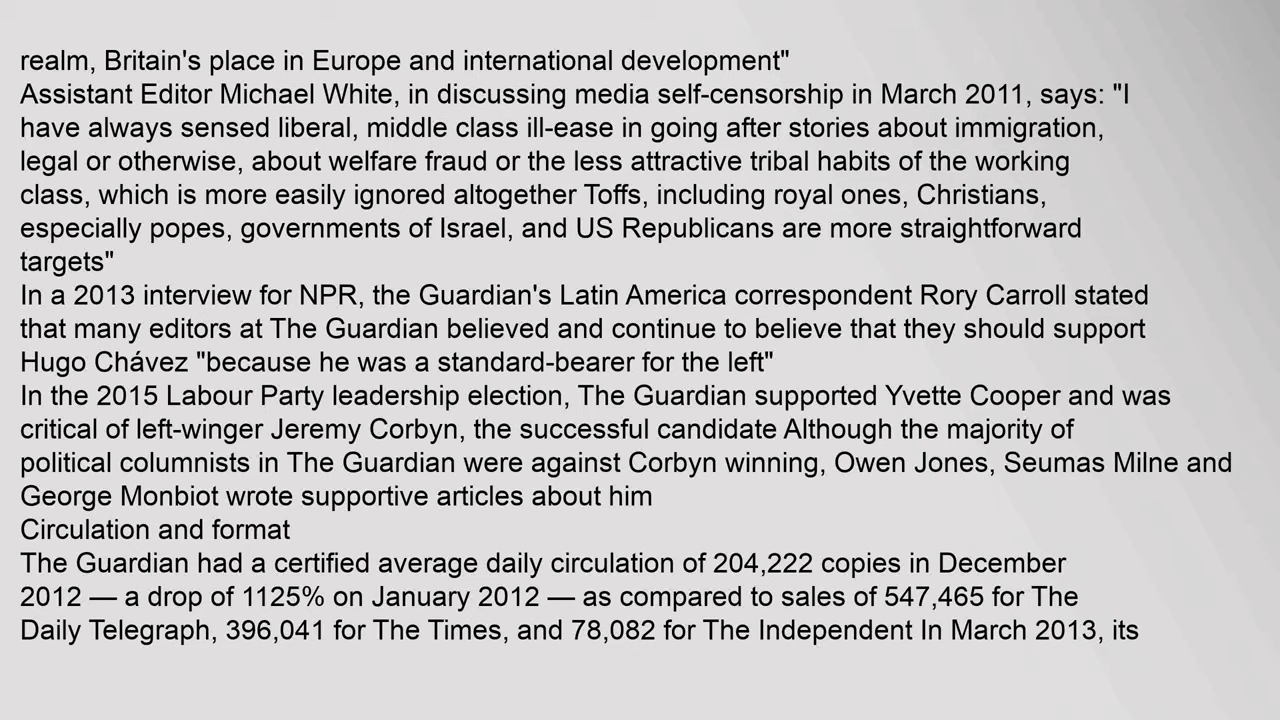 realm, Britain's place in Europe and international development"
Assistant Editor Michael White, in discussing media self-censorship in March 2011, says: "I
have always sensed liberal, middle class ill-ease in going after stories about immigration,
legal or otherwise, about welfare fraud or the less attractive tribal habits of the working
class, which is more easily ignored altogether Toffs, including royal ones, Christians,
especially popes, governments of Israel, and US Republicans are more straightforward
targets"
In a 2013 interview for NPR, the Guardian's Latin America correspondent Rory Carroll stated
that many editors at The Guardian believed and continue to believe that they should support
Hugo Chávez "because he was a standard-bearer for the left"
In the 2015 Labour Party leadership election, The Guardian supported Yvette Cooper and was
critical of left-winger Jeremy Corbyn, the successful candidate Although the majority of
political columnists in The Guardian were against Corbyn winning, Owen Jones, Seumas Milne and
George Monbiot wrote supportive articles about him
Circulation and format
The Guardian had a certified average daily circulation of 204,222 copies in December
2012 — a drop of 1125% on January 2012 — as compared to sales of 547,465 for The
Daily Telegraph, 396,041 for The Times, and 78,082 for The Independent In March 2013, its